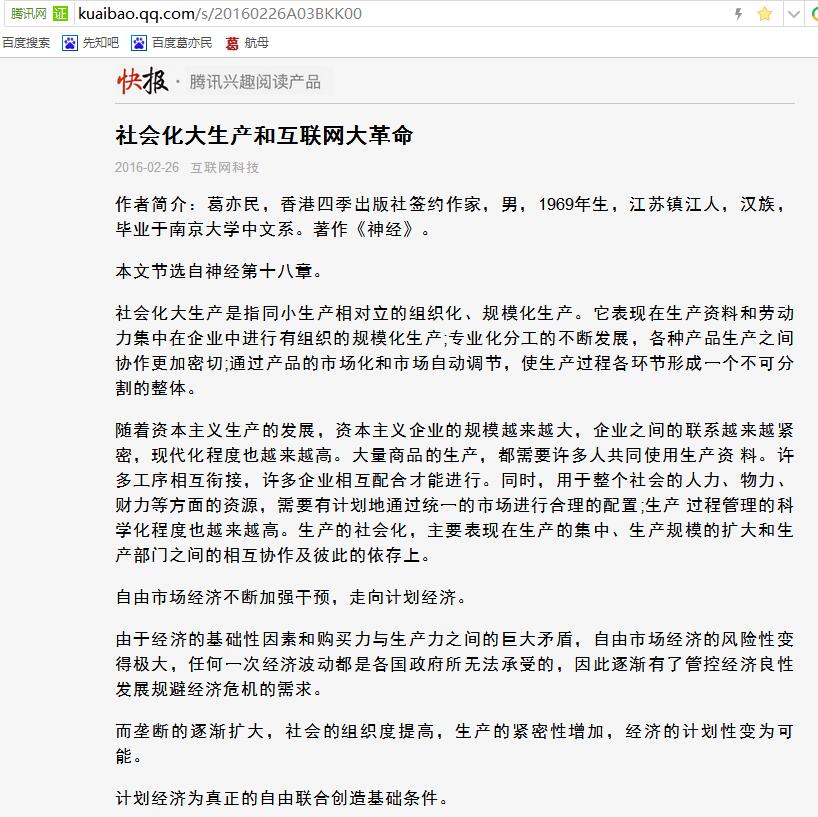 腾讯网 证 kuaibao.qq.com/s/20160226A03BKK00
百度搜索 先知吧 百度葛亦民 葛 航母
快报 · 腾讯兴趣阅读产品
社会化大生产和互联网大革命
2016-02-26 互联网科技
作者简介：葛亦民，香港四季出版社签约作家，男，1969年生，江苏镇江人，汉族，
毕业于南京大学中文系。著作《神经》。
本文节选自神经第十八章。
社会化大生产是指同小生产相对立的组织化、规模化生产。它表现在生产资料和劳动
力集中在企业中进行有组织的规模化生产;专业化分工的不断发展，各种产品生产之间
协作更加密切;通过产品的市场化和市场自动调节，使生产过程各环节形成一个不可分
割的整体。
随着资本主义生产的发展，资本主义企业的规模越来越大，企业之间的联系越来越紧
密，现代化程度也越来越高。大量商品的生产，都需要许多人共同使用生产资 料。许
多工序相互衔接，许多企业相互配合才能进行。同时，用于整个社会的人力、物力、
财力等方面的资源，需要有计划地通过统一的市场进行合理的配置;生产 过程管理的科
学化程度也越来越高。生产的社会化，主要表现在生产的集中、生产规模的扩大和生
产部门之间的相互协作及彼此的依存上。
自由市场经济不断加强干预，走向计划经济。
由于经济的基础性因素和购买力与生产力之间的巨大矛盾，自由市场经济的风险性变
得极大，任何一次经济波动都是各国政府所无法承受的，因此逐渐有了管控经济良性
发展规避经济危机的需求。
而垄断的逐渐扩大，社会的组织度提高，生产的紧密性增加，经济的计划性变为可
能。
计划经济为真正的自由联合创造基础条件。